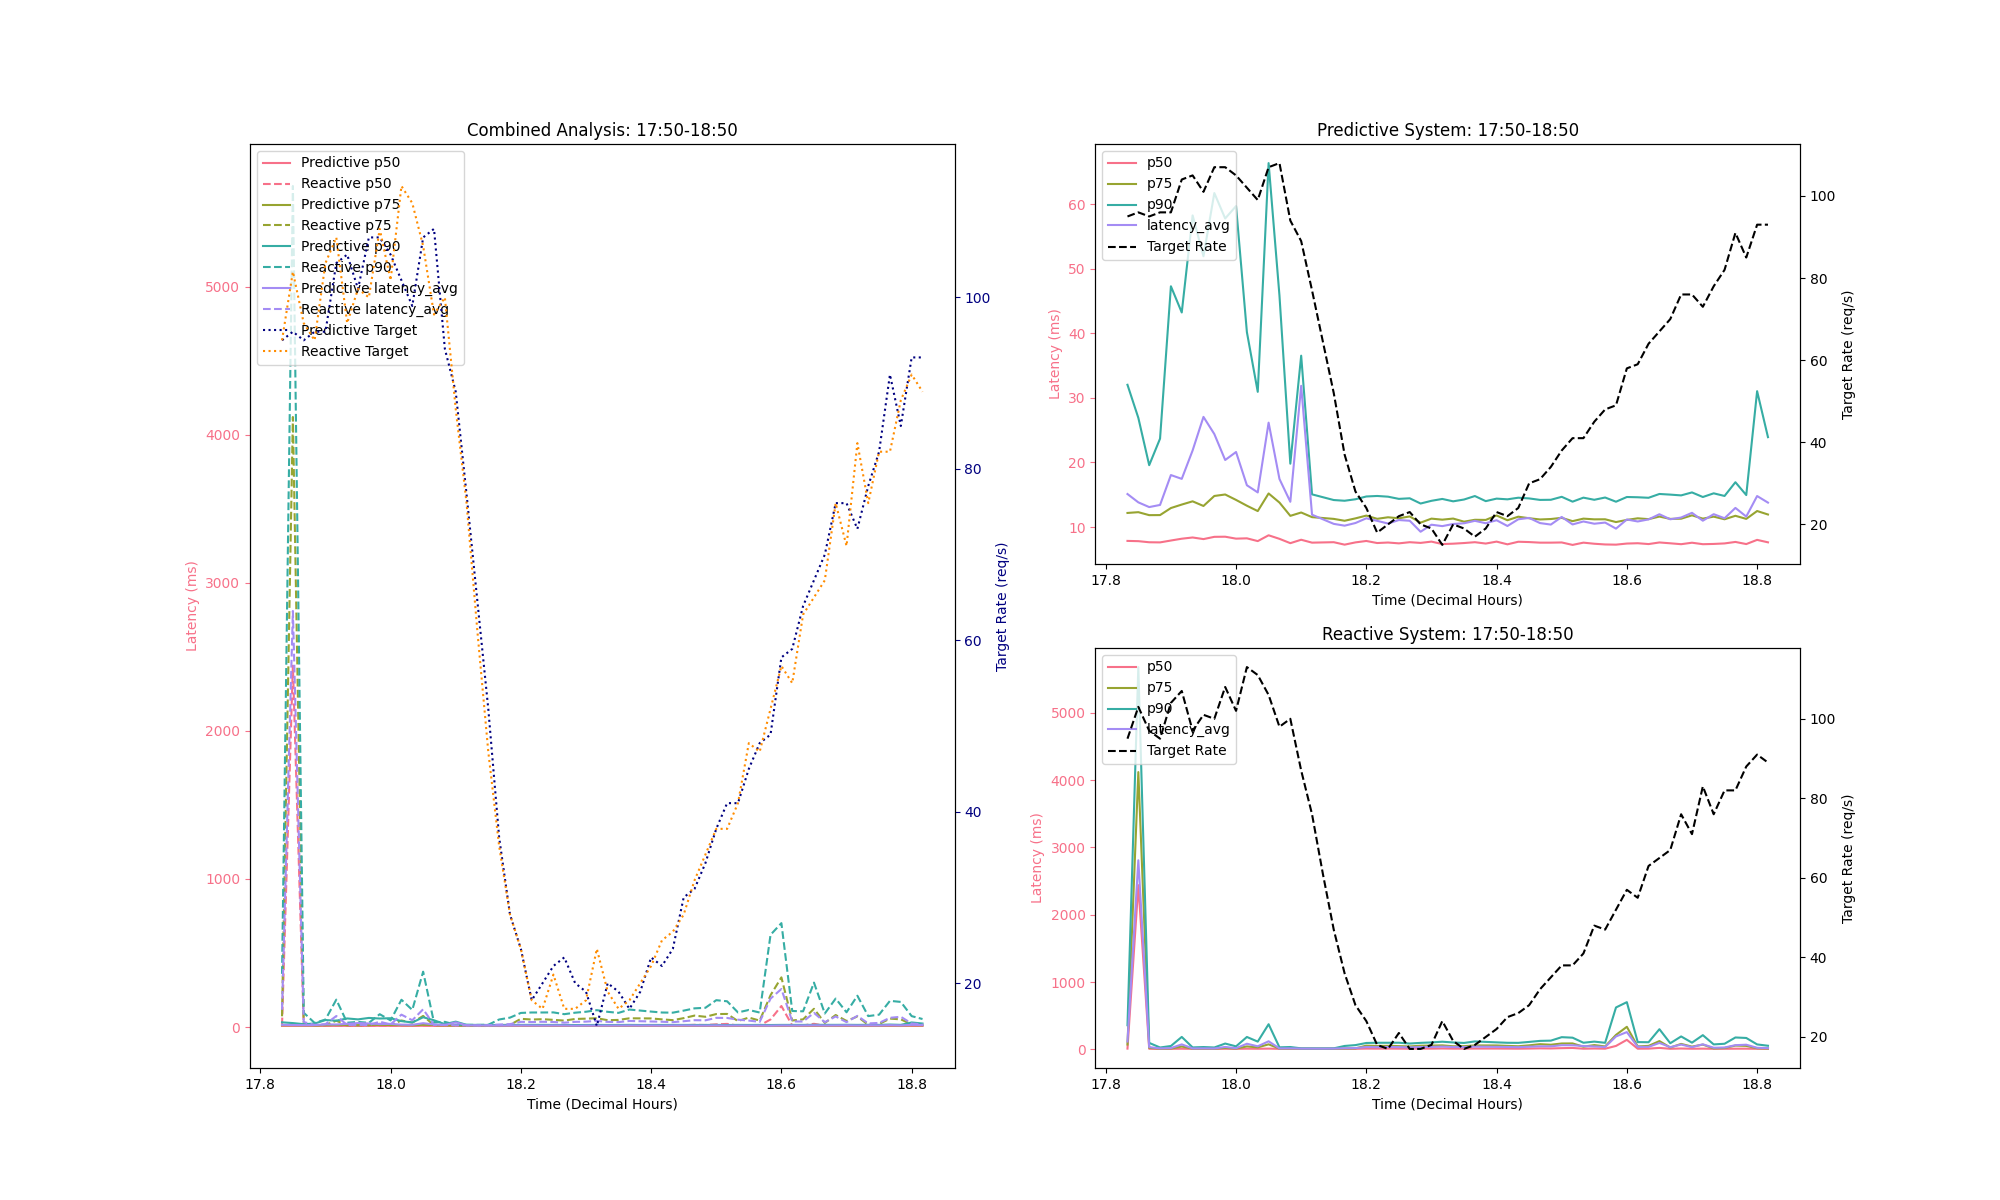 Combined Analysis: 17:50-18:50
Predictive p50
Reactive p50
Predictive p75
Reactive p75
Predictive p90
Reactive p90
Predictive latency_avg
Reactive latency_avg
Predictive Target
Reactive Target
5000
4000
3000
2000
1000
0
Latency (ms)
100
80
60
40
20
Target Rate (req/s)
17.8 18.0 18.2 18.4 18.6 18.8
Time (Decimal Hours)
Predictive System: 17:50-18:50
p50
p75
p90
latency_avg
Target Rate
60
50
40
30
20
10
Latency (ms)
100
80
60
40
20
Target Rate (req/s)
17.8 18.0 18.2 18.4 18.6 18.8
Time (Decimal Hours)
Reactive System: 17:50-18:50
p50
p75
p90
latency_avg
Target Rate
5000
4000
3000
2000
1000
0
Latency (ms)
100
80
60
40
20
Target Rate (req/s)
17.8 18.0 18.2 18.4 18.6 18.8
Time (Decimal Hours)